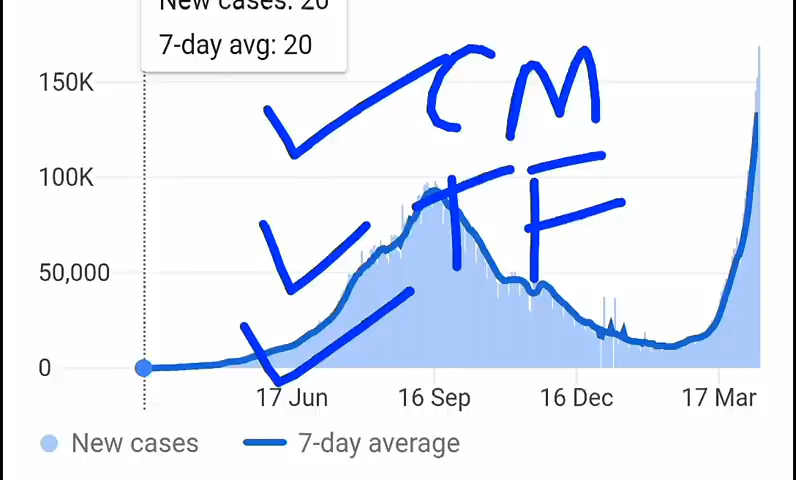 New cases: 20
7-day avg: 20
150K
100K
50,000
0
CM
TF
17 Jun 16 Sep 16 Dec 17 Mar
New cases 7-day average